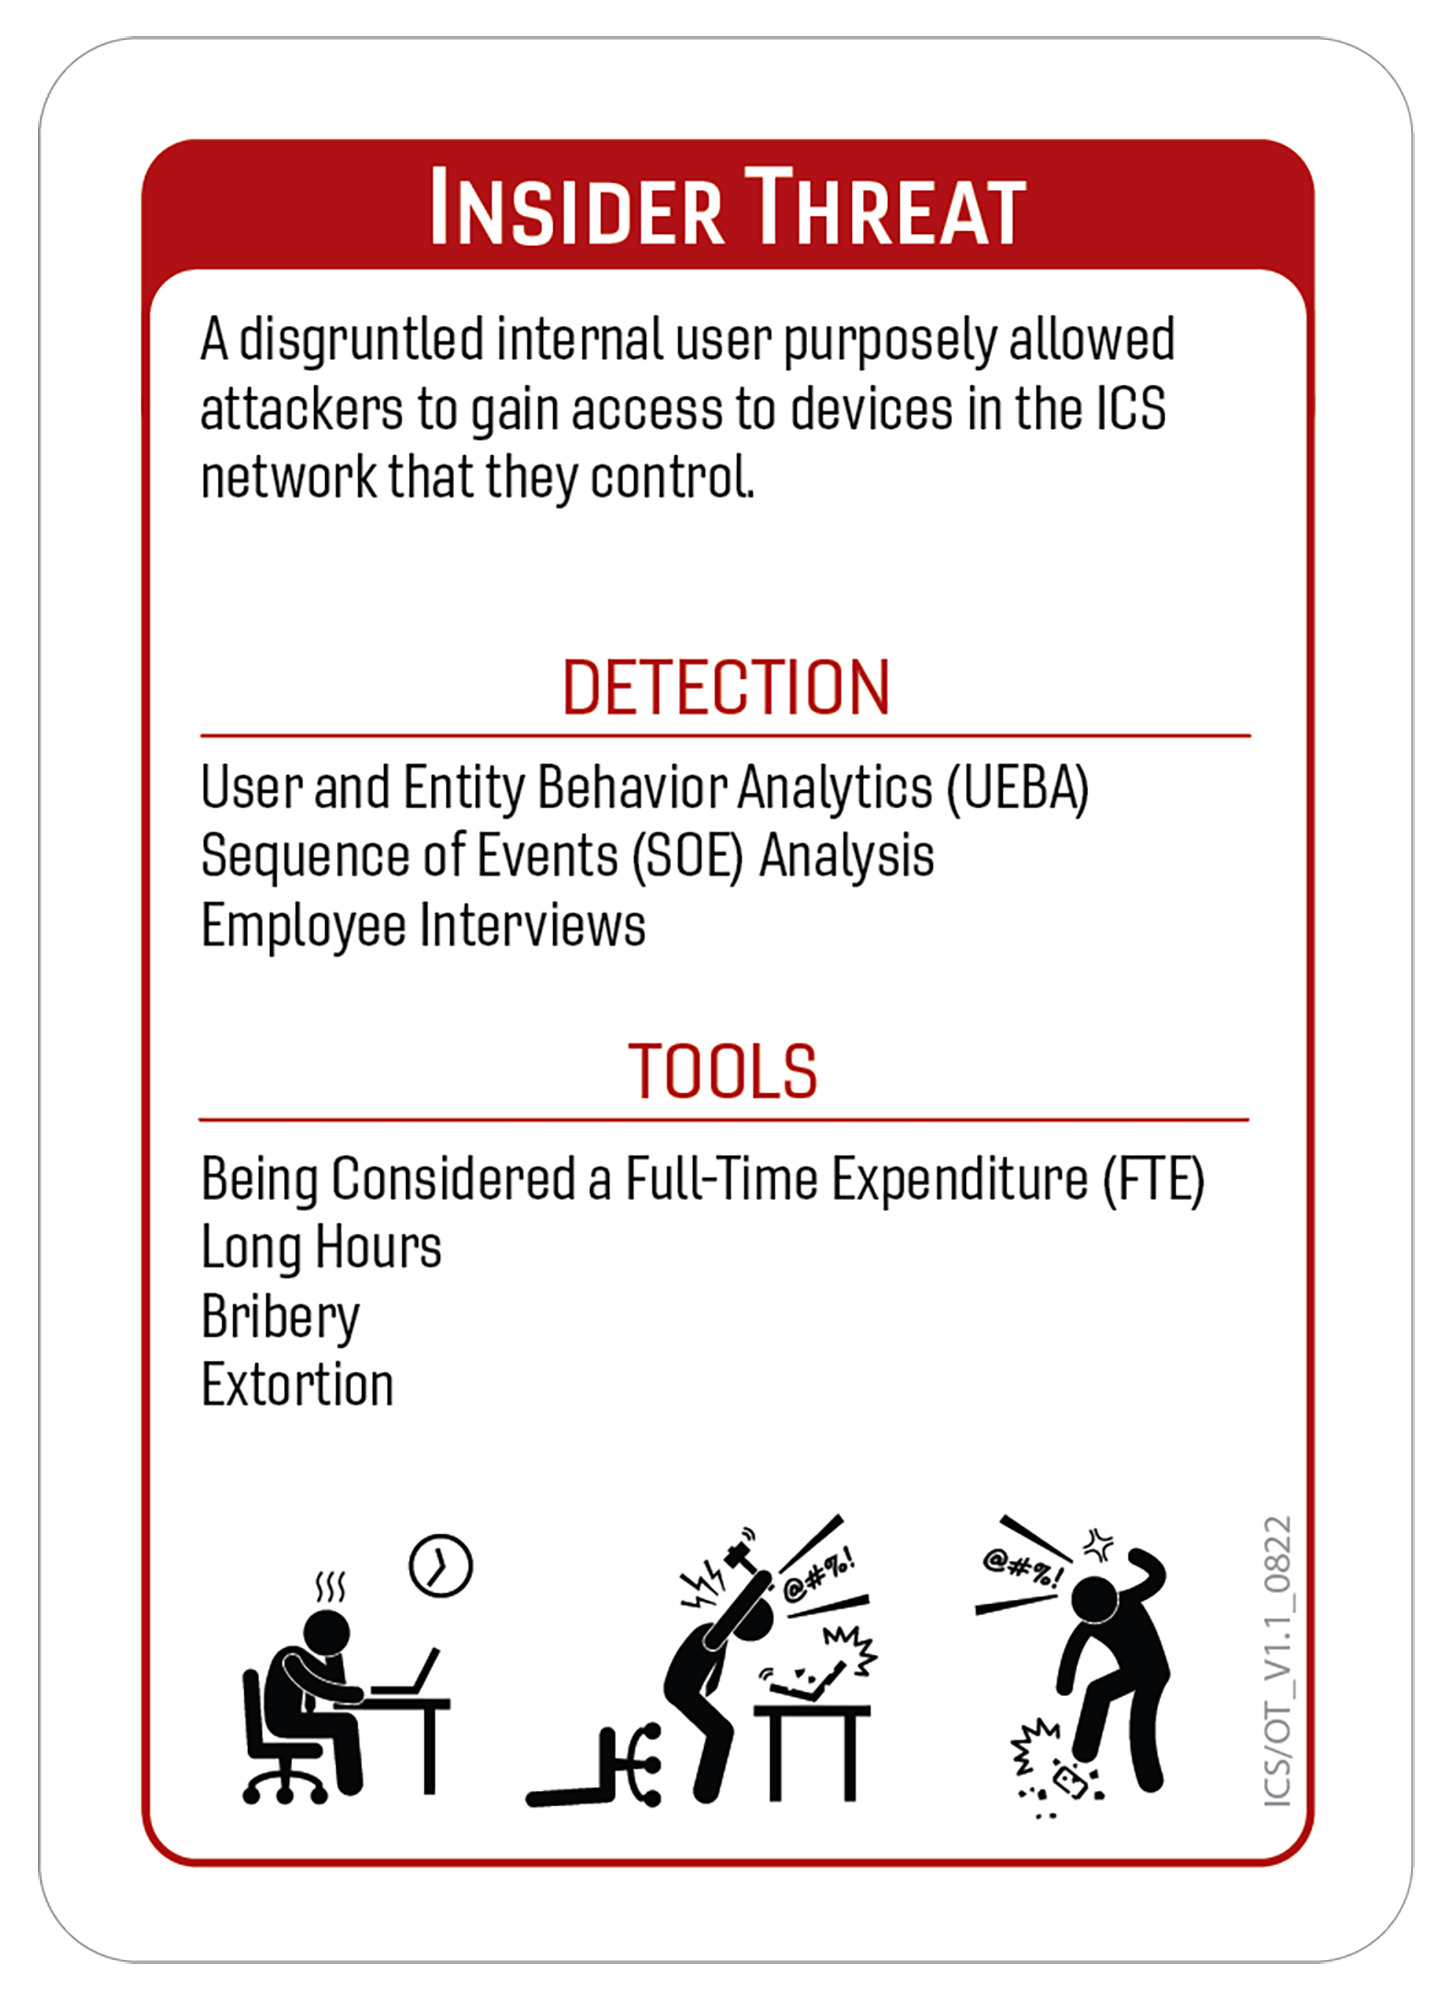 INSIDER THREAT
A disgruntled internal user purposely allowed
attackers to gain access to devices in the ICS
network that they control.
DETECTION
User and Entity Behavior Analytics (UEBA)
Sequence of Events (SOE) Analysis
Employee Interviews
TOOLS
Being Considered a Full-Time Expenditure (FTE)
Long Hours
Bribery
Extortion
@#%!
@#%!
ICS/OT_V1.1_0822